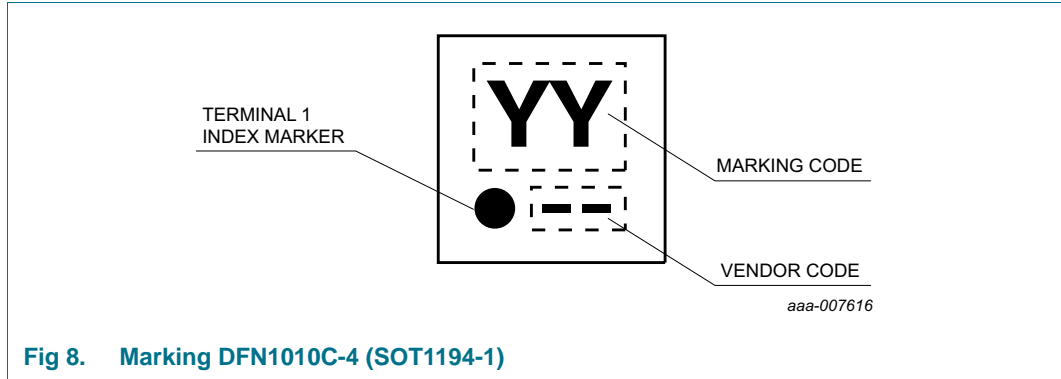 YY
TERMINAL 1
INDEX MARKER
MARKING CODE
VENDOR CODE
aaa-007616
Fig 8. Marking DFN1010C-4 (SOT1194-1)